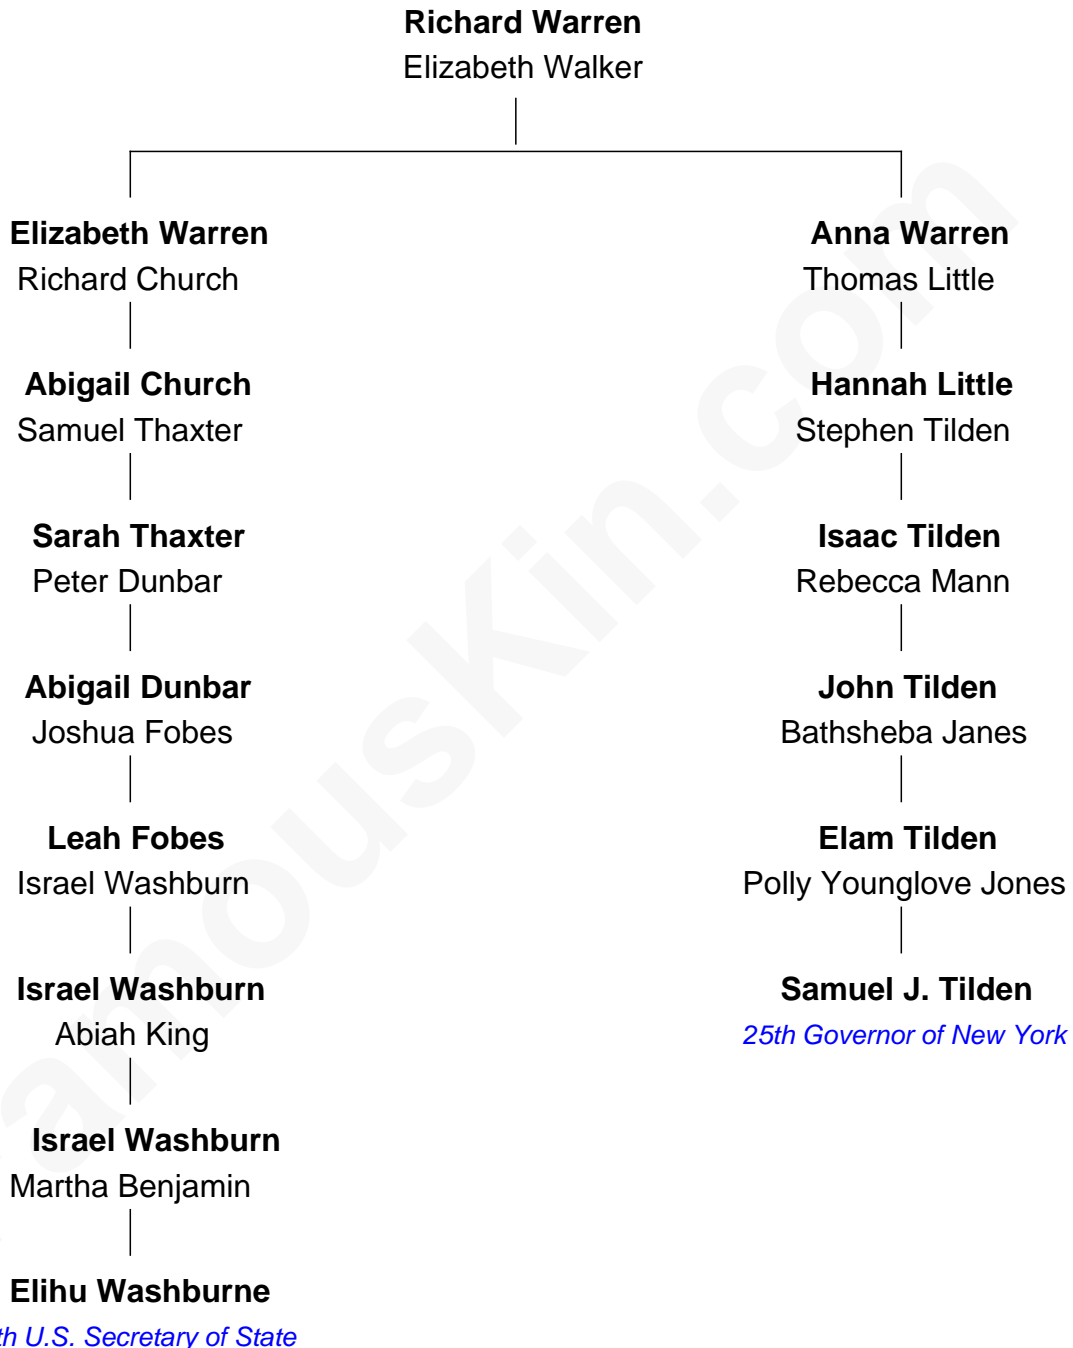 Richard Warren
Elizabeth Walker
Elizabeth Warren
Richard Church
Abigail Church
Samuel Thaxter
Sarah Thaxter
Peter Dunbar
Abigail Dunbar
Joshua Fobes
Leah Fobes
Israel Washburn
Israel Washburn
Abiah King
Israel Washburn
Martha Benjamin
Elihu Washburne
th U.S. Secretary of State
Anna Warren
Thomas Little
Hannah Little
Stephen Tilden
Isaac Tilden
Rebecca Mann
John Tilden
Bathsheba Janes
Elam Tilden
Polly Younglove Jones
Samuel J. Tilden
25th Governor of New York
amousKin.com